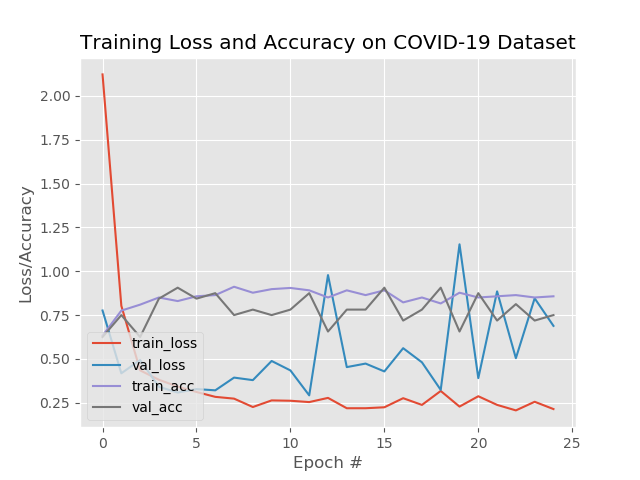 Training Loss and Accuracy on COVID-19 Dataset
Loss/Accuracy
2.00
1.75
1.50
1.25
1.00
0.75
0.50
0.25
train_loss
val_loss
train_acc
val_acc
0 5 10 15 20 25
Epoch #